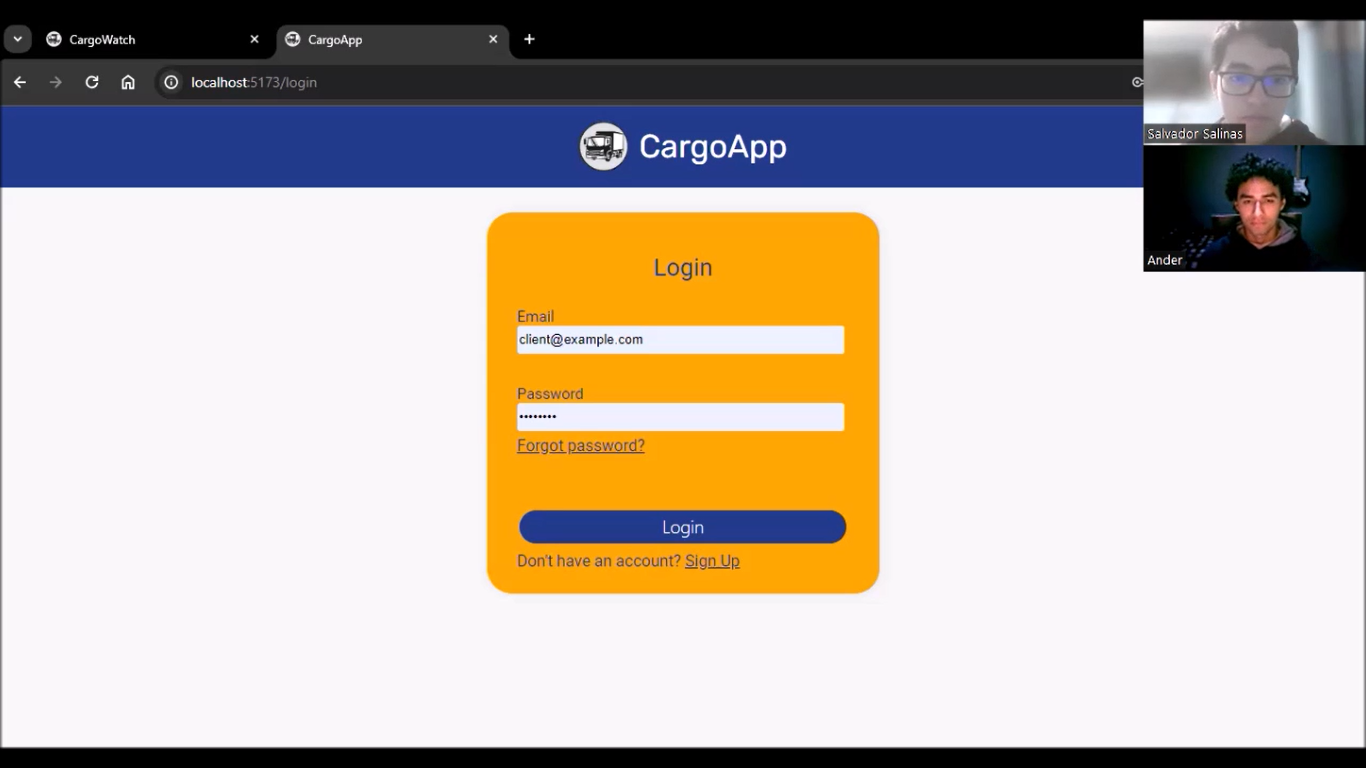 CargoWatch
CargoApp
localhost:5173/login
CargoApp
Salvador Salinas
Ander
Login
Email
client@example.com
Password
••••••••
Forgot password?
Login
Don't have an account? Sign Up